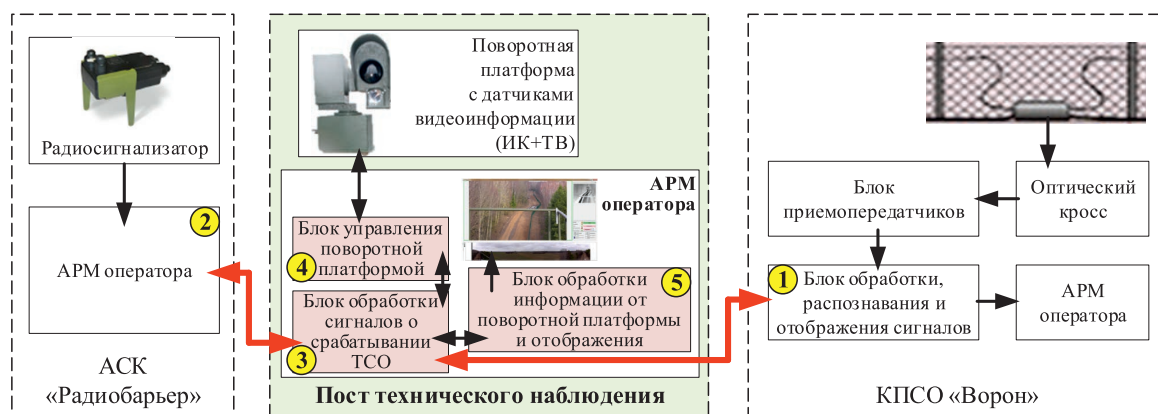 Радиосигнализатор
2
АРМ оператора
АСК
«Радиобарьер»
Поворотная
платформа
с датчиками
видеоинформации
(ИК+ТВ)
АРМ
оператора
Блок управления
поворотной
платформой
4
Блок обработки
сигналов о
срабатывании
ТСО
3
Блок обработки
информации от
поворотной платформы
и отображения
5
Пост технического наблюдения
Оптический
кросс
Блок
приемопередатчиков
1
Блок обработки,
распознавания и
отображения сигналов
АРМ
оператора
КПСО «Ворон»